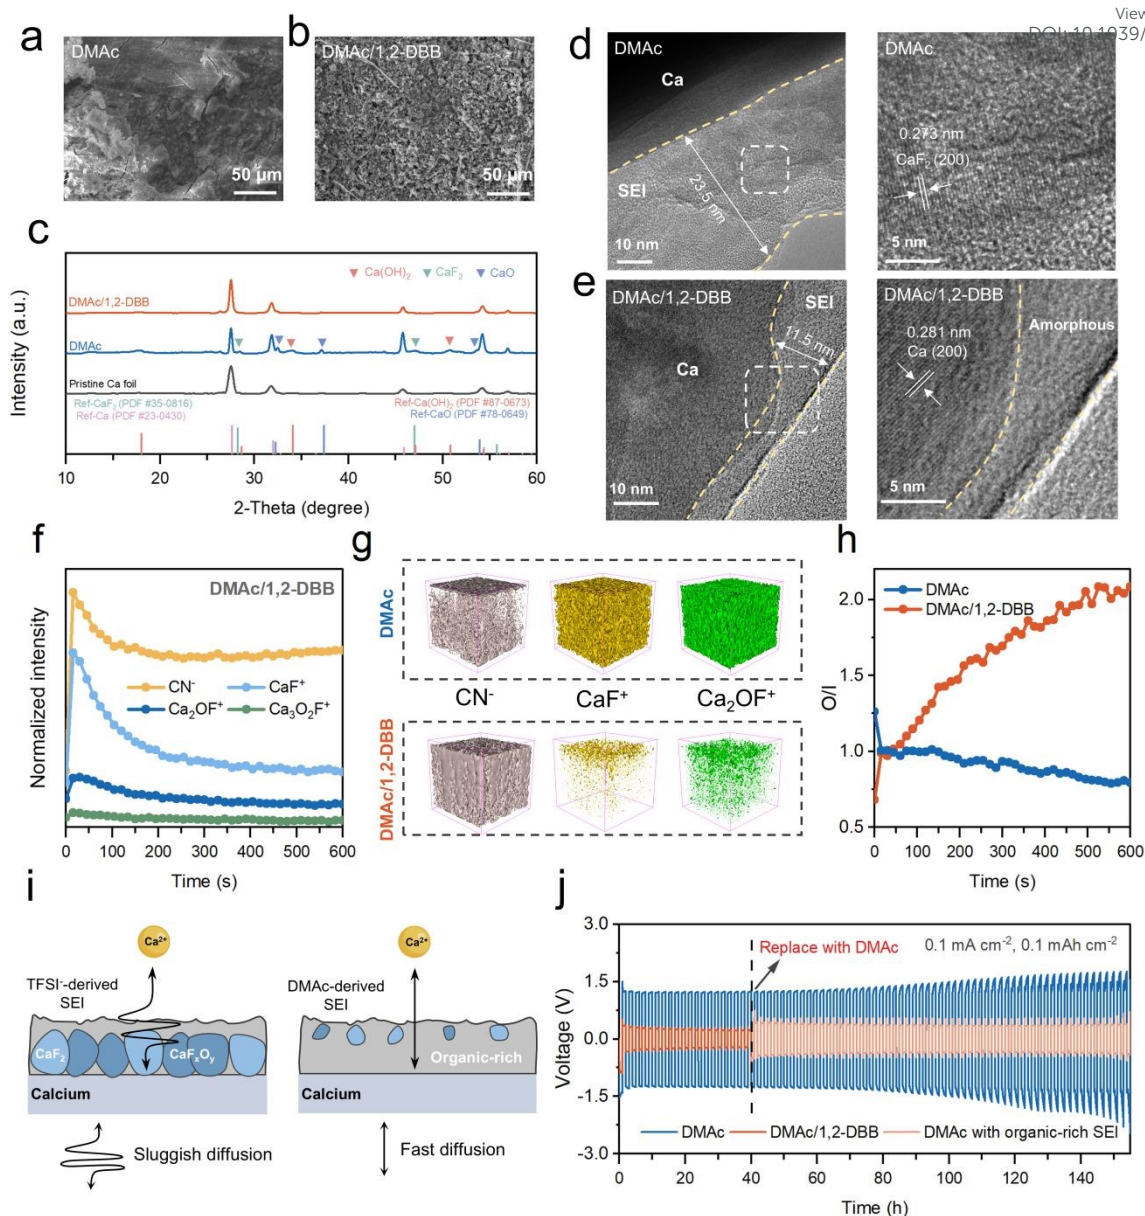 View
DOI: 10.1039/
a
DMAc
50 μm
b
DMAc/1,2-DBB
50 μm
c
Ca(OH)₂
CaF₂
CaO
DMAc/1,2-DBB
DMAc
Pristine Ca foil
Ref-CaF₂ (PDF #35-0816)
Ref-Ca(OH)₂ (PDF #87-0673)
Ref-Ca (PDF #23-0430)
Ref-CaO (PDF #78-0649)
Intensity (a.u.)
10 20 30 40 50 60
2-Theta (degree)
d
DMAc
Ca
SEI
23.5 nm
10 nm
DMAc
0.273 nm
CaF₂ (200)
5 nm
e
DMAc/1,2-DBB
SEI
11.5 nm
Ca
10 nm
DMAc/1,2-DBB
Amorphous
0.281 nm
Ca (200)
5 nm
f
DMAc/1,2-DBB
CN⁻
CaF⁺
Ca₂OF⁺
Ca₃O₂F⁺
Normalized intensity
0 100 200 300 400 500 600
Time (s)
g
DMAc
CN⁻
CaF⁺
Ca₂OF⁺
DMAc/1,2-DBB
h
DMAc
DMAc/1,2-DBB
O/I
2.0
1.5
1.0
0.5
0 100 200 300 400 500 600
Time (s)
i
Ca²⁺
TFSI⁻-derived
SEI
CaF₂
CaFₓOᵧ
Calcium
Sluggish diffusion
Ca²⁺
DMAc-derived
SEI
Organic-rich
Calcium
Fast diffusion
j
Replace with DMAc
0.1 mA cm⁻², 0.1 mAh cm⁻²
Voltage (V)
3.0
1.5
0.0
-1.5
-3.0
DMAc
DMAc/1,2-DBB
DMAc with organic-rich SEI
0 20 40 60 80 100 120 140
Time (h)